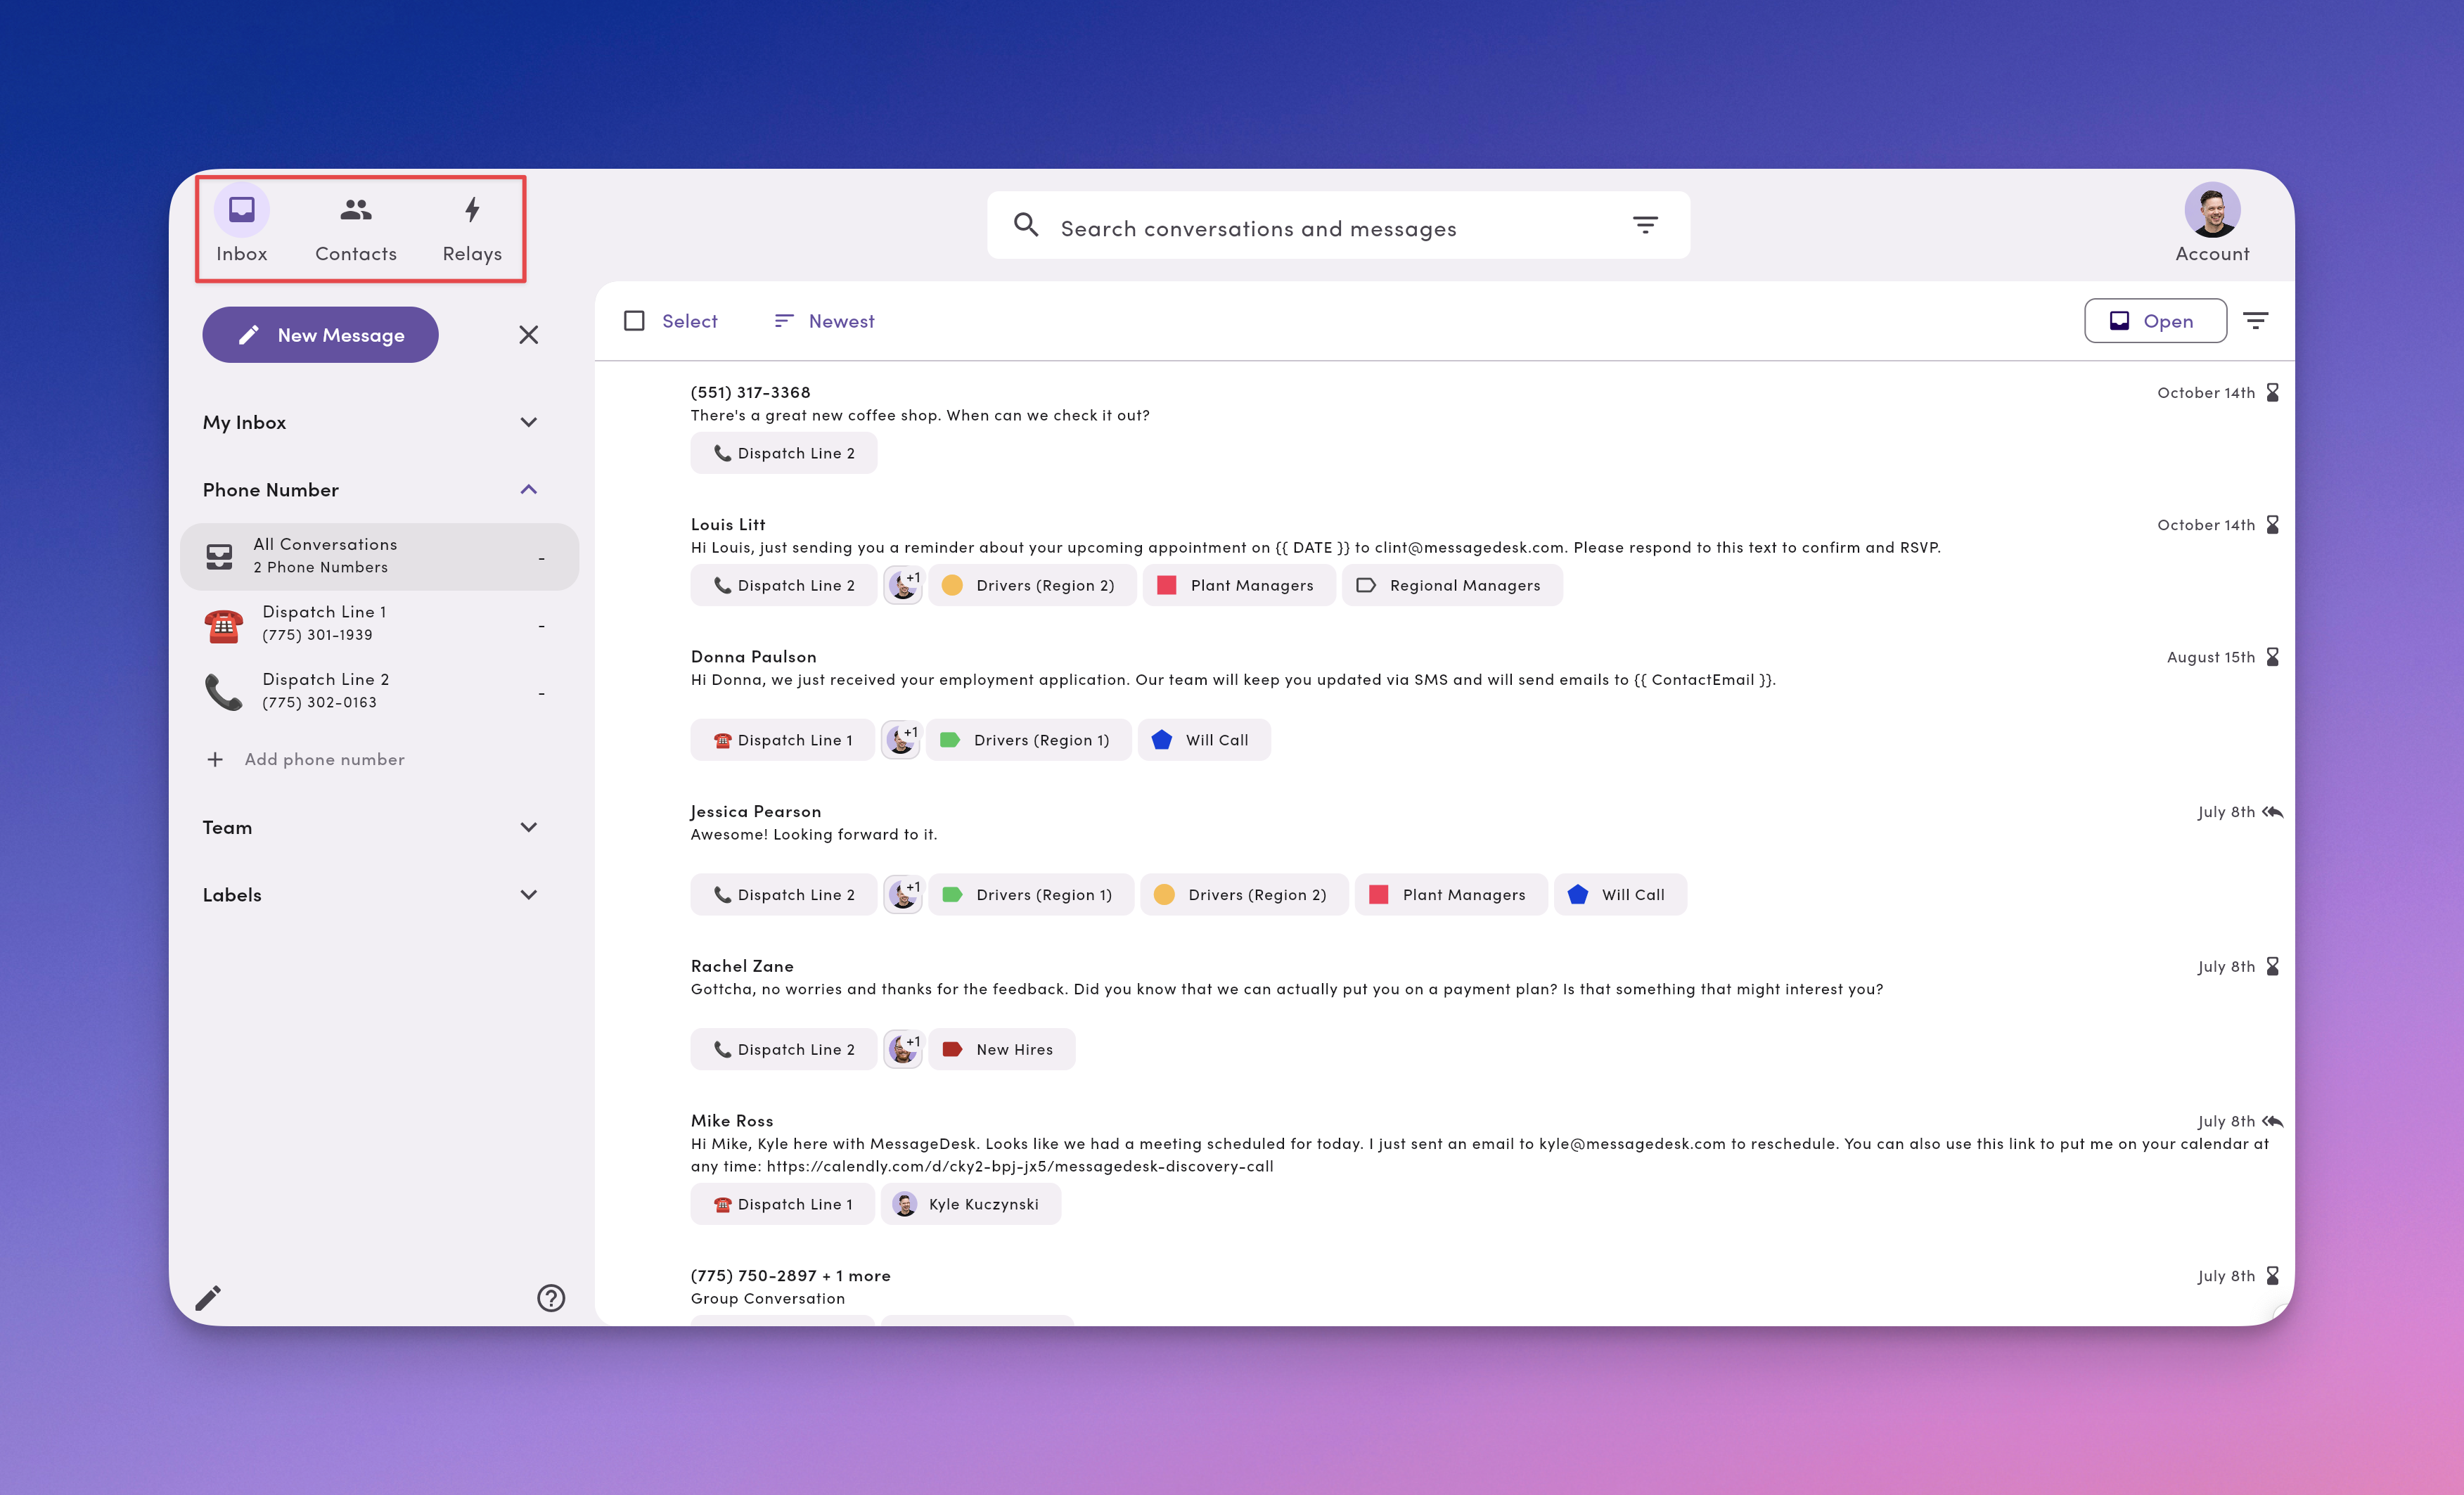 Inbox
Contacts
Relays
Search conversations and messages
Account
New Message
My Inbox
Phone Number
All Conversations
2 Phone Numbers
-
Dispatch Line 1
(775) 301-1939
-
Dispatch Line 2
(775) 302-0163
-
Add phone number
Team
Labels
Select
Newest
Open
(551) 317-3368
October 14th
There's a great new coffee shop. When can we check it out?
Dispatch Line 2
Louis Litt
October 14th
Hi Louis, just sending you a reminder about your upcoming appointment on {{ DATE }} to clint@messagedesk.com. Please respond to this text to confirm and RSVP.
Dispatch Line 2 +1 Drivers (Region 2) Plant Managers Regional Managers
Donna Paulson
August 15th
Hi Donna, we just received your employment application. Our team will keep you updated via SMS and will send emails to {{ ContactEmail }}.
Dispatch Line 1 +1 Drivers (Region 1) Will Call
Jessica Pearson
July 8th
Awesome! Looking forward to it.
Dispatch Line 2 +1 Drivers (Region 1) Drivers (Region 2) Plant Managers Will Call
Rachel Zane
July 8th
Gottcha, no worries and thanks for the feedback. Did you know that we can actually put you on a payment plan? Is that something that might interest you?
Dispatch Line 2 +1 New Hires
Mike Ross
July 8th
Hi Mike, Kyle here with MessageDesk. Looks like we had a meeting scheduled for today. I just sent an email to kyle@messagedesk.com to reschedule. You can also use this link to put me on your calendar at
any time: https://calendly.com/d/cky2-bpj-jx5/messagedesk-discovery-call
Dispatch Line 1 Kyle Kuczynski
(775) 750-2897 + 1 more
July 8th
Group Conversation